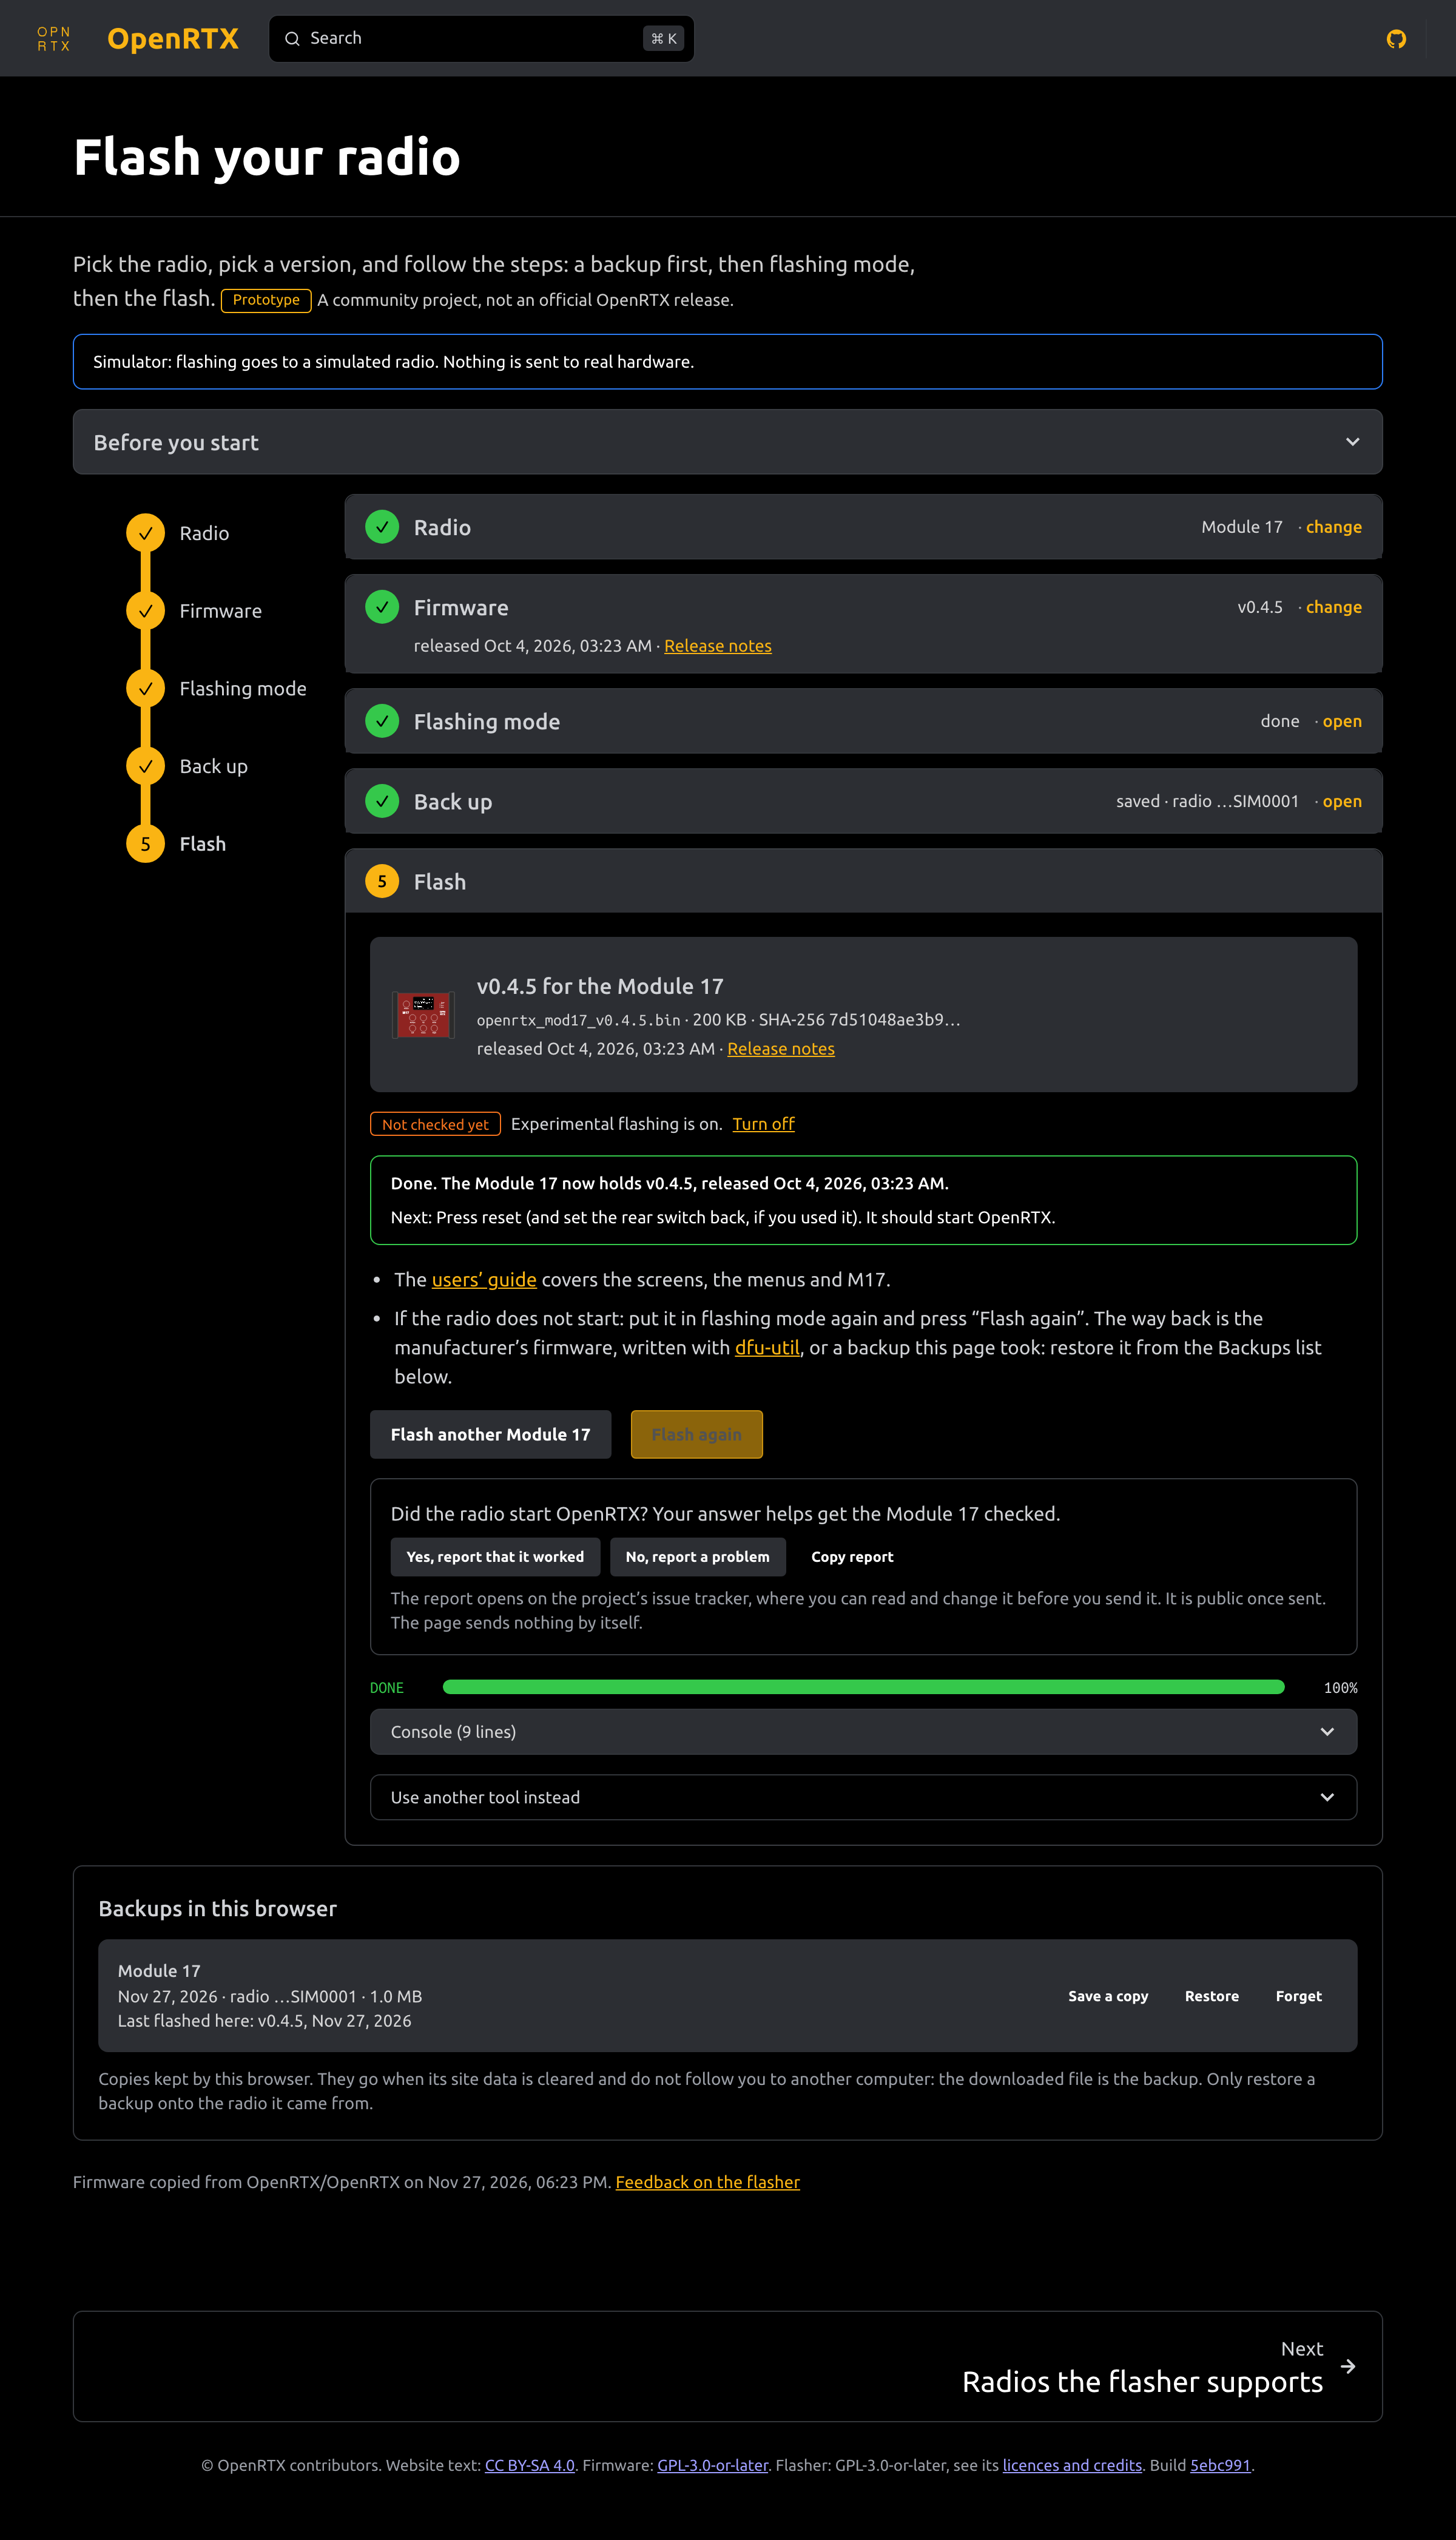 OPN
RTX
OpenRTX
Search
⌘ K
Flash your radio
Pick the radio, pick a version, and follow the steps: a backup first, then flashing mode,
then the flash. Prototype A community project, not an official OpenRTX release.
Simulator: flashing goes to a simulated radio. Nothing is sent to real hardware.
Before you start
Radio
Firmware
Flashing mode
Back up
5 Flash
Radio
Module 17 · change
Firmware
v0.4.5 · change
released Oct 4, 2026, 03:23 AM · Release notes
Flashing mode
done · open
Back up
saved · radio …SIM0001 · open
5 Flash
v0.4.5 for the Module 17
openrtx_mod17_v0.4.5.bin · 200 KB · SHA-256 7d51048ae3b9…
released Oct 4, 2026, 03:23 AM · Release notes
Not checked yet Experimental flashing is on. Turn off
Done. The Module 17 now holds v0.4.5, released Oct 4, 2026, 03:23 AM.
Next: Press reset (and set the rear switch back, if you used it). It should start OpenRTX.
• The users’ guide covers the screens, the menus and M17.
• If the radio does not start: put it in flashing mode again and press “Flash again”. The way back is the
manufacturer’s firmware, written with dfu-util, or a backup this page took: restore it from the Backups list
below.
Flash another Module 17
Flash again
Did the radio start OpenRTX? Your answer helps get the Module 17 checked.
Yes, report that it worked
No, report a problem
Copy report
The report opens on the project’s issue tracker, where you can read and change it before you send it. It is public once sent.
The page sends nothing by itself.
DONE
100%
Console (9 lines)
Use another tool instead
Backups in this browser
Module 17
Nov 27, 2026 · radio …SIM0001 · 1.0 MB
Last flashed here: v0.4.5, Nov 27, 2026
Save a copy
Restore
Forget
Copies kept by this browser. They go when its site data is cleared and do not follow you to another computer: the downloaded file is the backup. Only restore a
backup onto the radio it came from.
Firmware copied from OpenRTX/OpenRTX on Nov 27, 2026, 06:23 PM. Feedback on the flasher
Next
Radios the flasher supports
© OpenRTX contributors. Website text: CC BY-SA 4.0. Firmware: GPL-3.0-or-later. Flasher: GPL-3.0-or-later, see its licences and credits. Build 5ebc991.